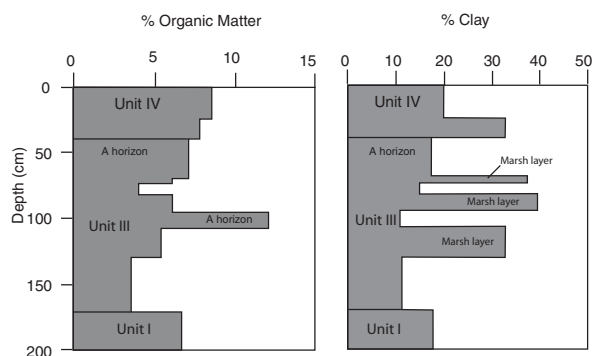 % Organic Matter
% Clay
0 5 10 15
0 10 20 30 40 50
Depth (cm)
0
50
100
150
200
Unit IV
A horizon
Unit III
A horizon
Unit I
Unit IV
A horizon
Marsh layer
Marsh layer
Unit III
Marsh layer
Unit I